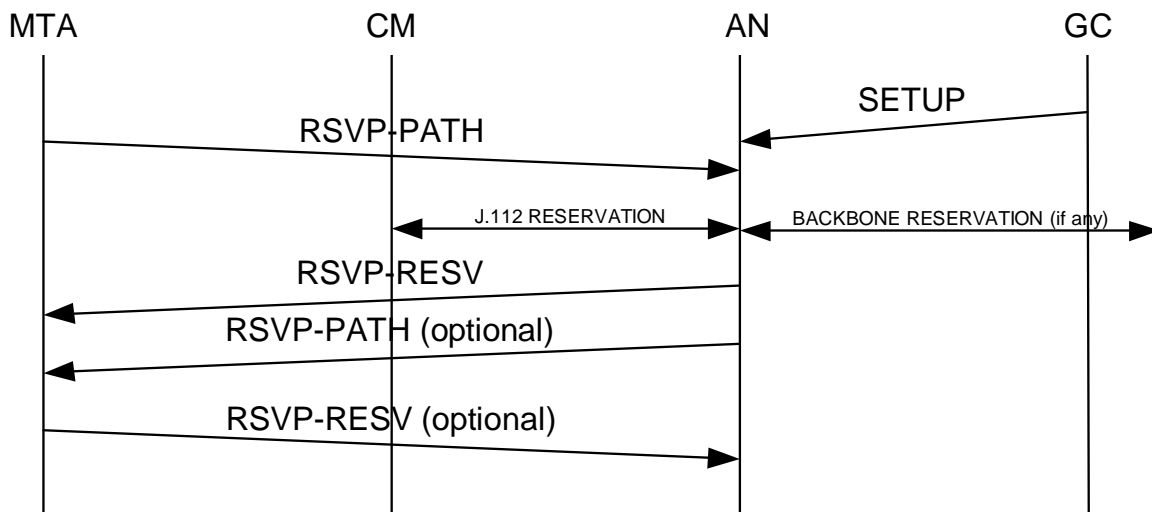 MTA
CM
AN
GC
SETUP
RSVP-PATH
J.112 RESERVATION
BACKBONE RESERVATION (if any)
RSVP-RESV
RSVP-PATH (optional)
RSVP-RESV (optional)